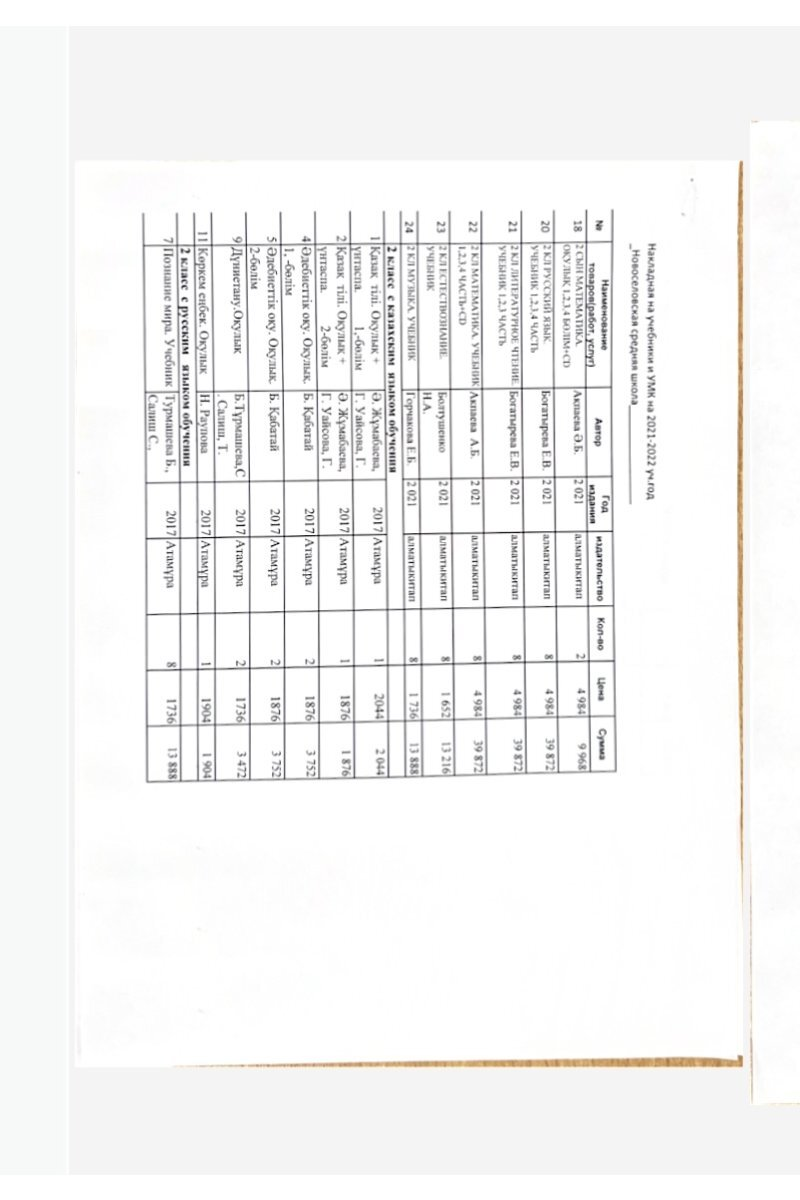 Накладная на учебники и УМК на 2021-2022 уч.год
_Новоселовская средняя школа
№ Наименование товаров(работ, услуг) Автор Год издания издательство Кол-во Цена Сумма
18 2 СЫН МАТЕМАТИКА. Акпаева Ә.Б. 2 021 алматыкитап 2 4 984 9 968
ОКУЛЫК 1,2,3,4 БӨЛІМ+CD
20 2 КЛ РУССКИЙ ЯЗЫК. Богатырева Е.В. 2 021 алматыкитап 8 4 984 39 872
УЧЕБНИК 1,2,3,4 ЧАСТЬ
21 2 КЛ ЛИТЕРАТУРНОЕ ЧТЕНИЕ. Богатырева Е.В. 2 021 алматыкитап 8 4 984 39 872
УЧЕБНИК 1,2,3 ЧАСТЬ
22 2 КЛ МАТЕМАТИКА. УЧЕБНИК Акпаева А.Б. 2 021 алматыкитап 8 4 984 39 872
1,2,3,4 ЧАСТЬ+CD
23 2 КЛ ЕСТЕСТВОЗНАНИЕ. Болтушенко 2 021 алматыкитап 8 1 652 13 216
УЧЕБНИК Н.А.
24 2 КЛ МУЗЫКА. УЧЕБНИК Горчакова Е.Б. 2 021 алматыкитап 8 1 736 13 888
2 класс с казахским языком обучения
1 Қазақ тілі. Окулык + Ә. Жұмабаева, 2017 Атамұра 1 2044 2 044
үнтаспа. 1,-бөлім Г. Уайсова, Г.
2 Қазақ тілі. Окулык + Ә. Жұмабаева, 2017 Атамұра 1 1876 1 876
үнтаспа. 2-бөлім Г. Уайсова, Г.
4 Әдебиеттік оқу. Окулык. Б. Қабатай 2017 Атамұра 2 1876 3 752
1, -бөлім
5 Әдебиеттік оқу. Окулык. Б. Қабатай 2017 Атамұра 2 1876 3 752
2-бөлім
9 Дүниетану.Окулык Б.Тұрмашева,С 2017 Атамұра 2 1736 3 472
. Салиш, Т.
11 Көркем еңбек. Окулык Н. Раупова 2017 Атамұра 1 1904 1 904
2 класс с русским языком обучения
7 Познание мира. Учебник Турмашева Б., 2017 Атамұра 8 1736 13 888
Салиш С.,